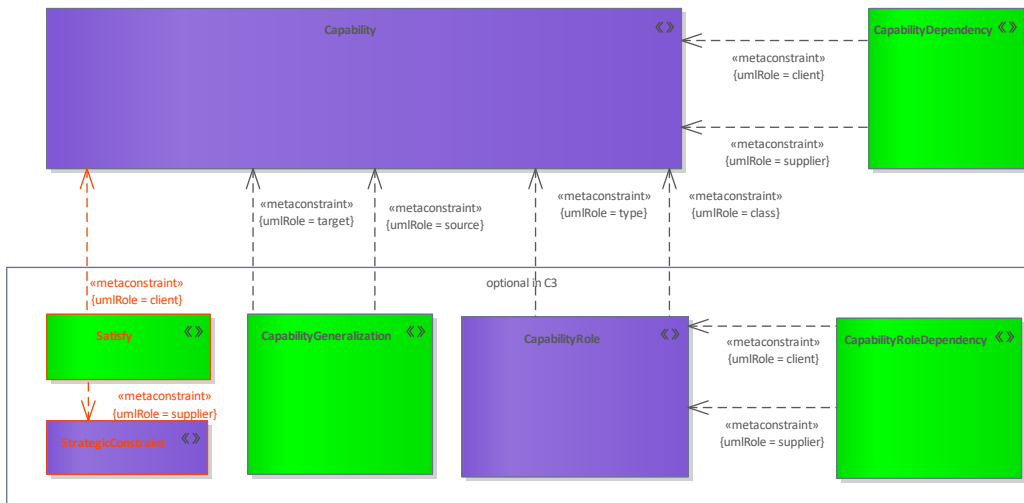 Capability
«»
CapabilityDependency
«»
«metaconstraint»
{umlRole = client}
«metaconstraint»
{umlRole = supplier}
«metaconstraint»
{umlRole = target}
«metaconstraint»
{umlRole = source}
«metaconstraint»
{umlRole = type}
«metaconstraint»
{umlRole = class}
«metaconstraint»
{umlRole = client}
optional in C3
Satisfy
«»
CapabilityGeneralization
«»
CapabilityRole
«»
CapabilityRoleDependency
«»
«metaconstraint»
{umlRole = client}
«metaconstraint»
{umlRole = supplier}
«metaconstraint»
{umlRole = supplier}
StrategicConstraint
«»